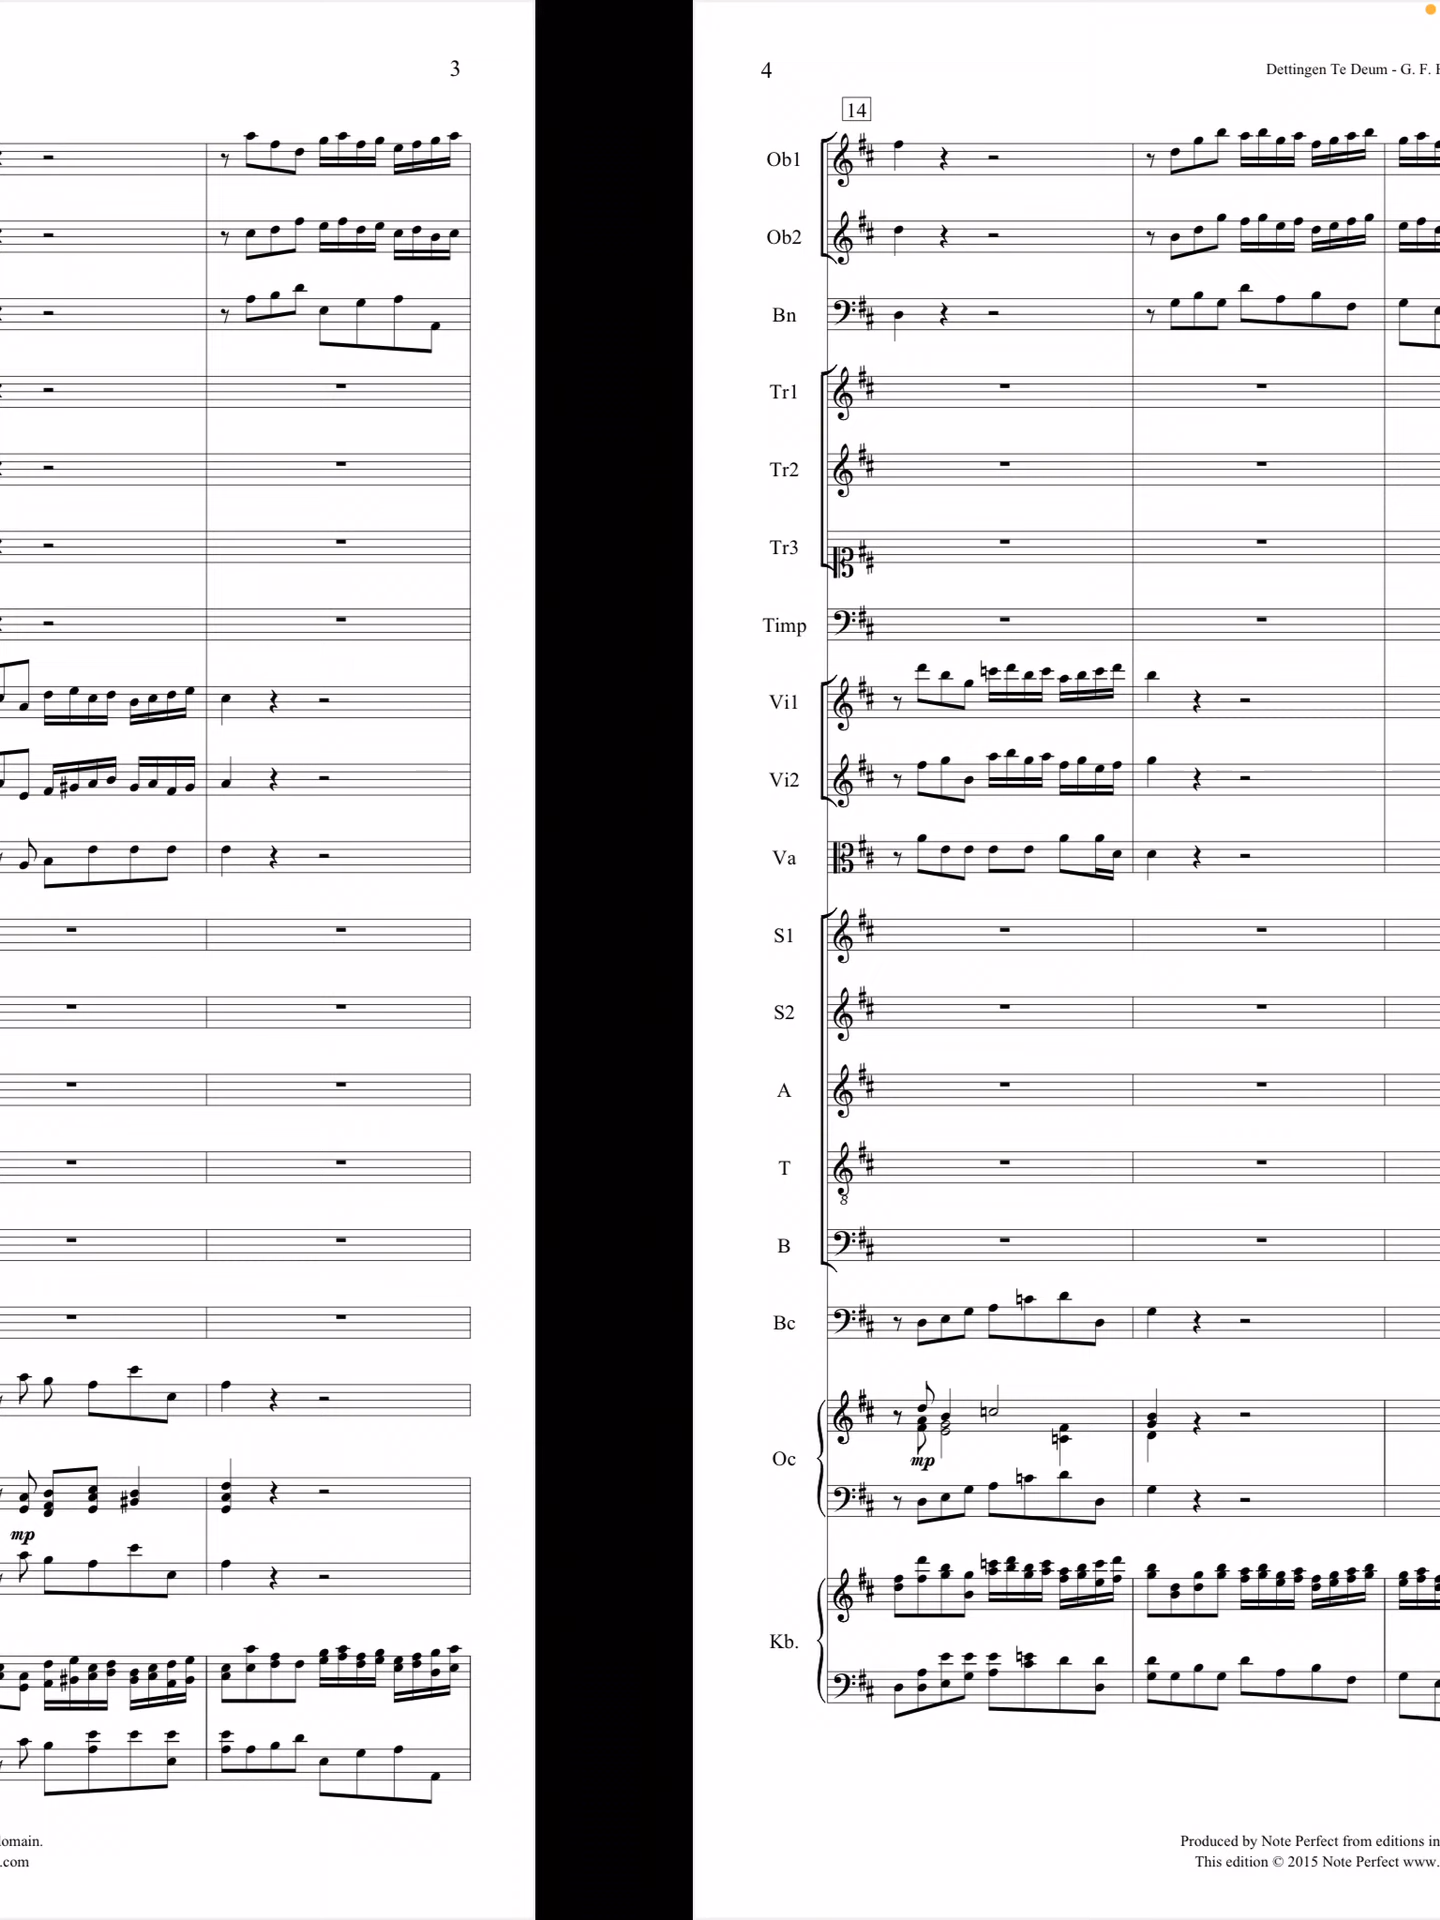 3
omain.
.com
4
Dettingen Te Deum - G. F.
14
Ob1
Ob2
Bn
Tr1
Tr2
Tr3
Timp
Vi1
Vi2
Va
S1
S2
A
T
8
B
Bc
Oc
mp
mp
Kb.
Produced by Note Perfect from editions in
This edition © 2015 Note Perfect www.